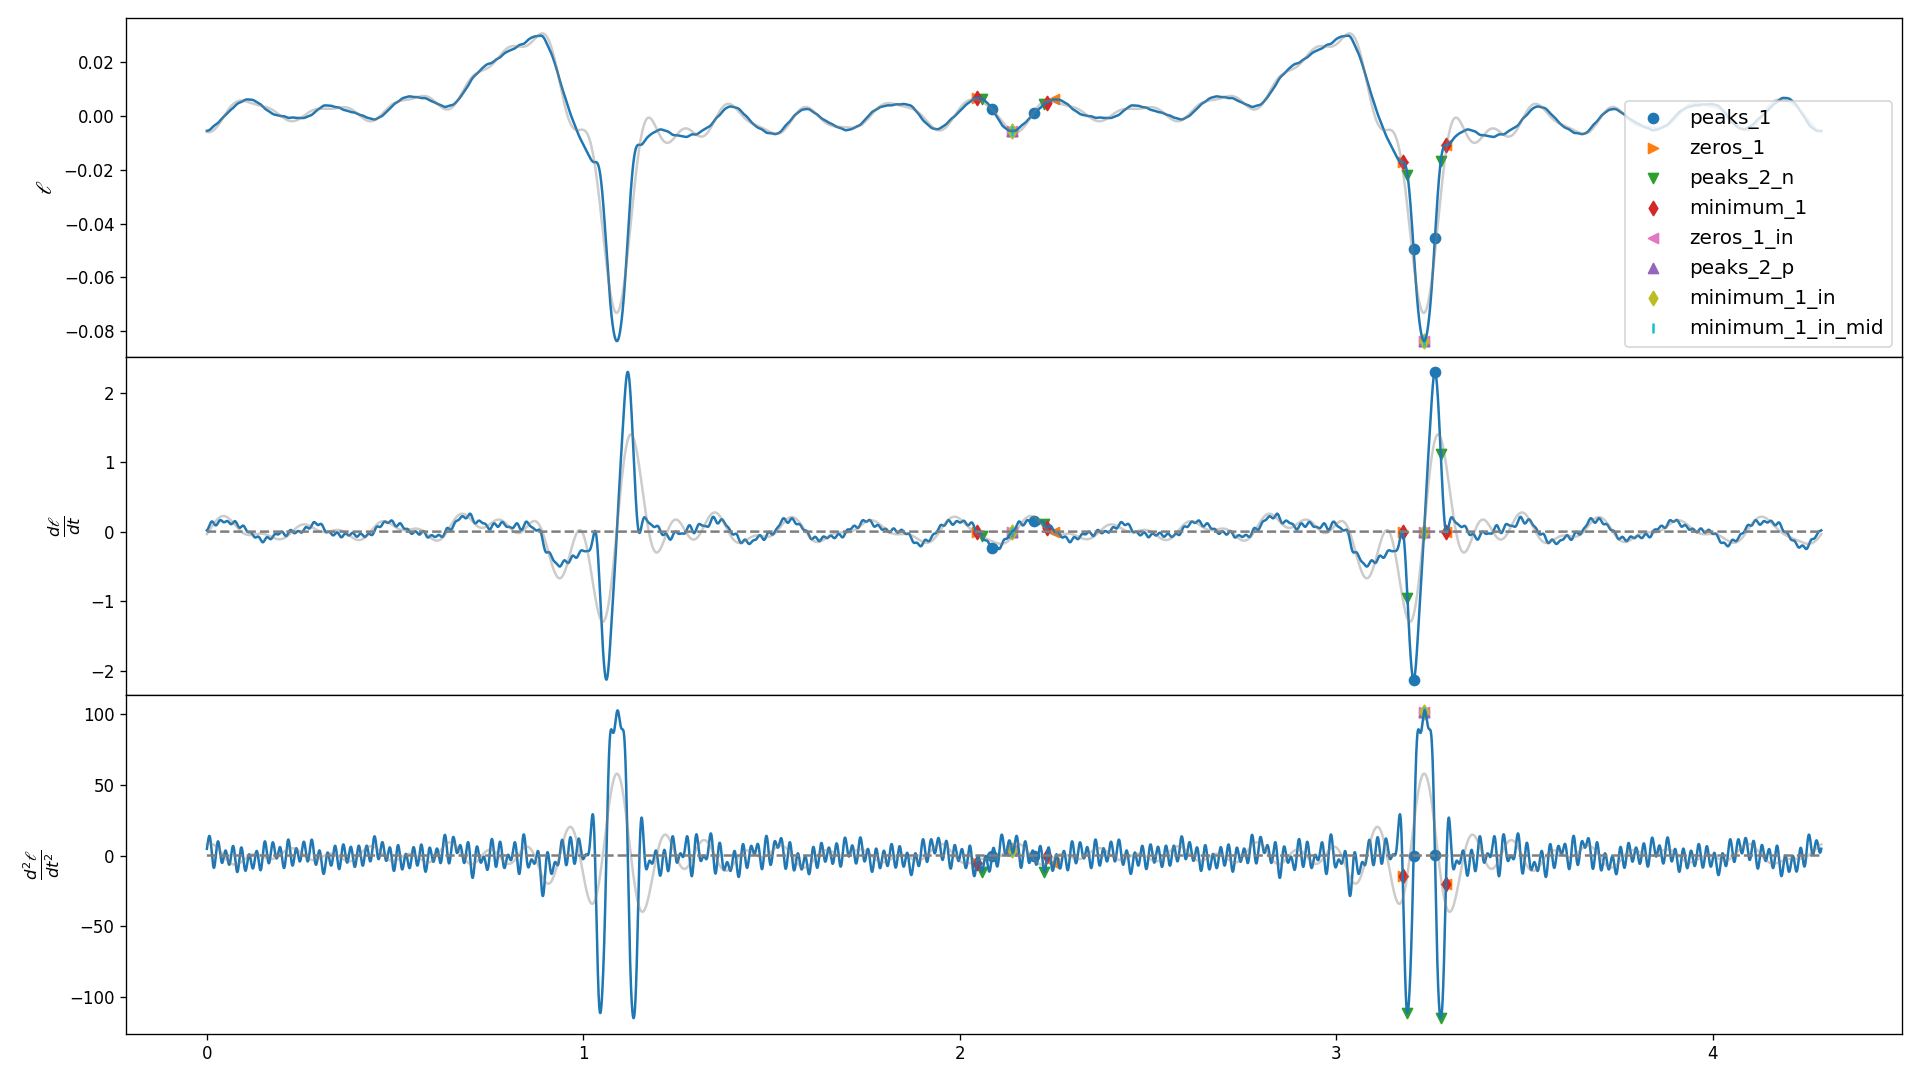 0.02
0.00
−0.02
−0.04
−0.06
−0.08
ℓ
peaks_1
zeros_1
peaks_2_n
minimum_1
zeros_1_in
peaks_2_p
minimum_1_in
minimum_1_in_mid
2
1
0
−1
−2
dℓ
dt
100
50
0
−50
−100
d²ℓ
dt²
0 1 2 3 4